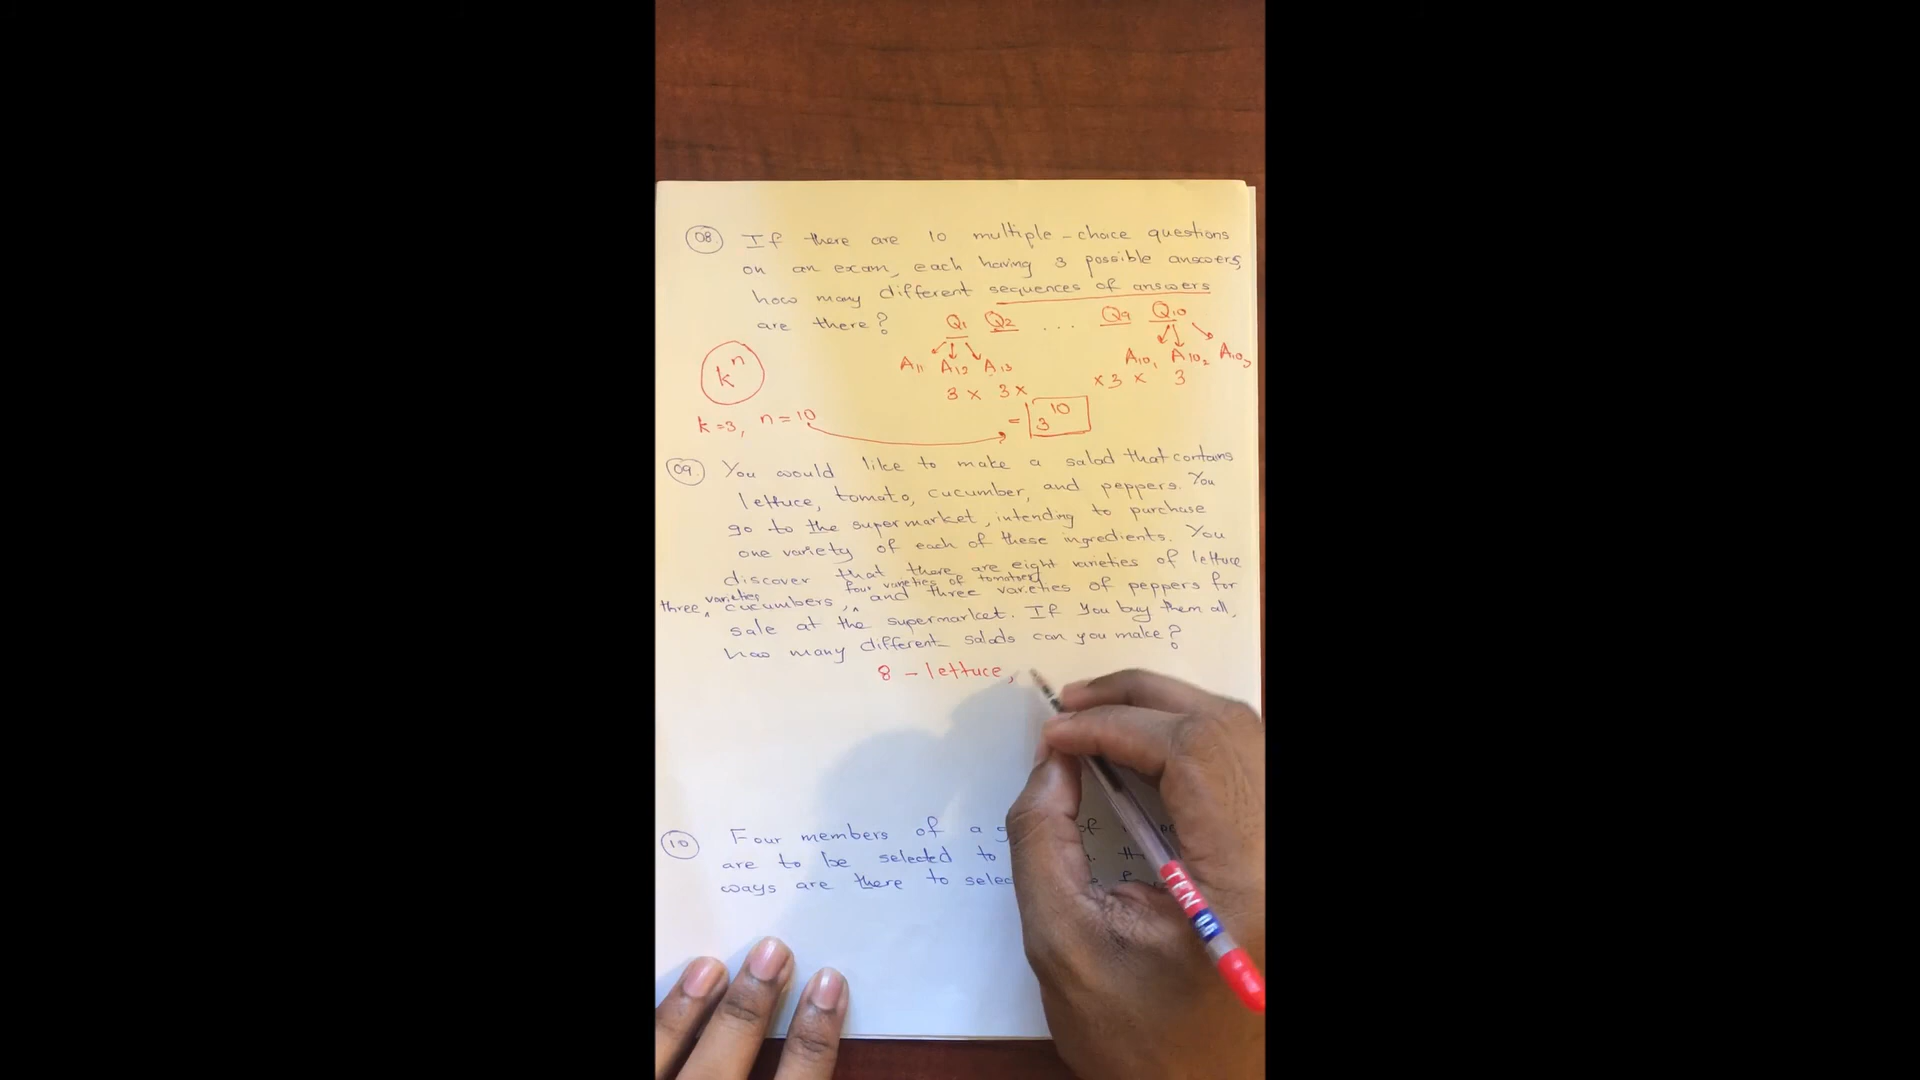 08. If there are 10 multiple-choice questions
on an exam, each having 3 possible answers,
how many different sequences of answers
are there?
Q1 Q2 ... Q9 Q10
A11 A12 A13
A10,1 A10,2 A10,3
3 x 3 x
x 3 x 3
k^n
= 3^10
k=3, n=10
09. You would like to make a salad that contains
lettuce, tomato, cucumber, and peppers. You
go to the supermarket, intending to purchase
one variety of each of these ingredients. You
discover that there are eight varieties of lettuce
four varieties of tomatoes,
varieties
three cucumbers, and three varieties of peppers for
sale at the supermarket. If you buy them all,
how many different salads can you make?
8 - lettuce,
10 Four members of a
are to be selected to
ways are there to selec
TEN